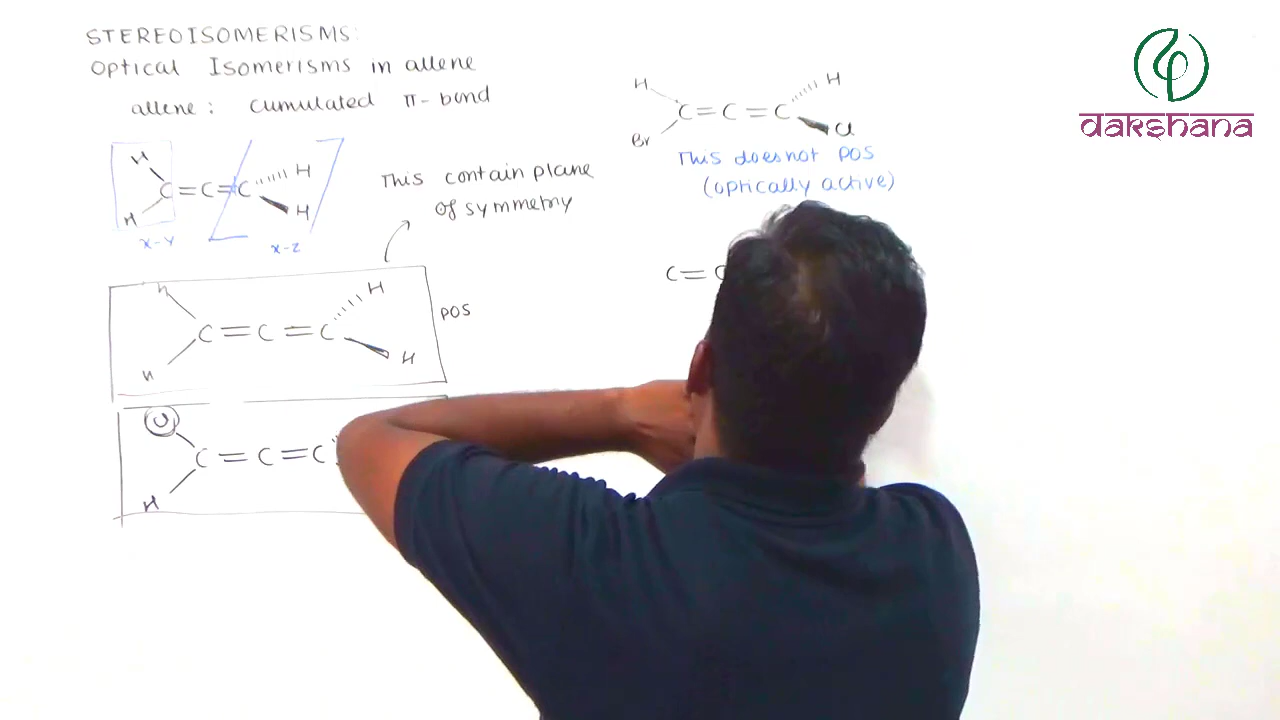 STEREOISOMERISMS:
Optical Isomerisms in allene
allene: Cumulated π-bond
H
C=C=C
H
H
H
X-Y
X-Z
This contain plane
of symmetry
H
C=C=C
H
H
H
POS
C=C=C
H
H
C=C=C
H
Br
Cl
This does not POS
(optically active)
C=C
dakshana